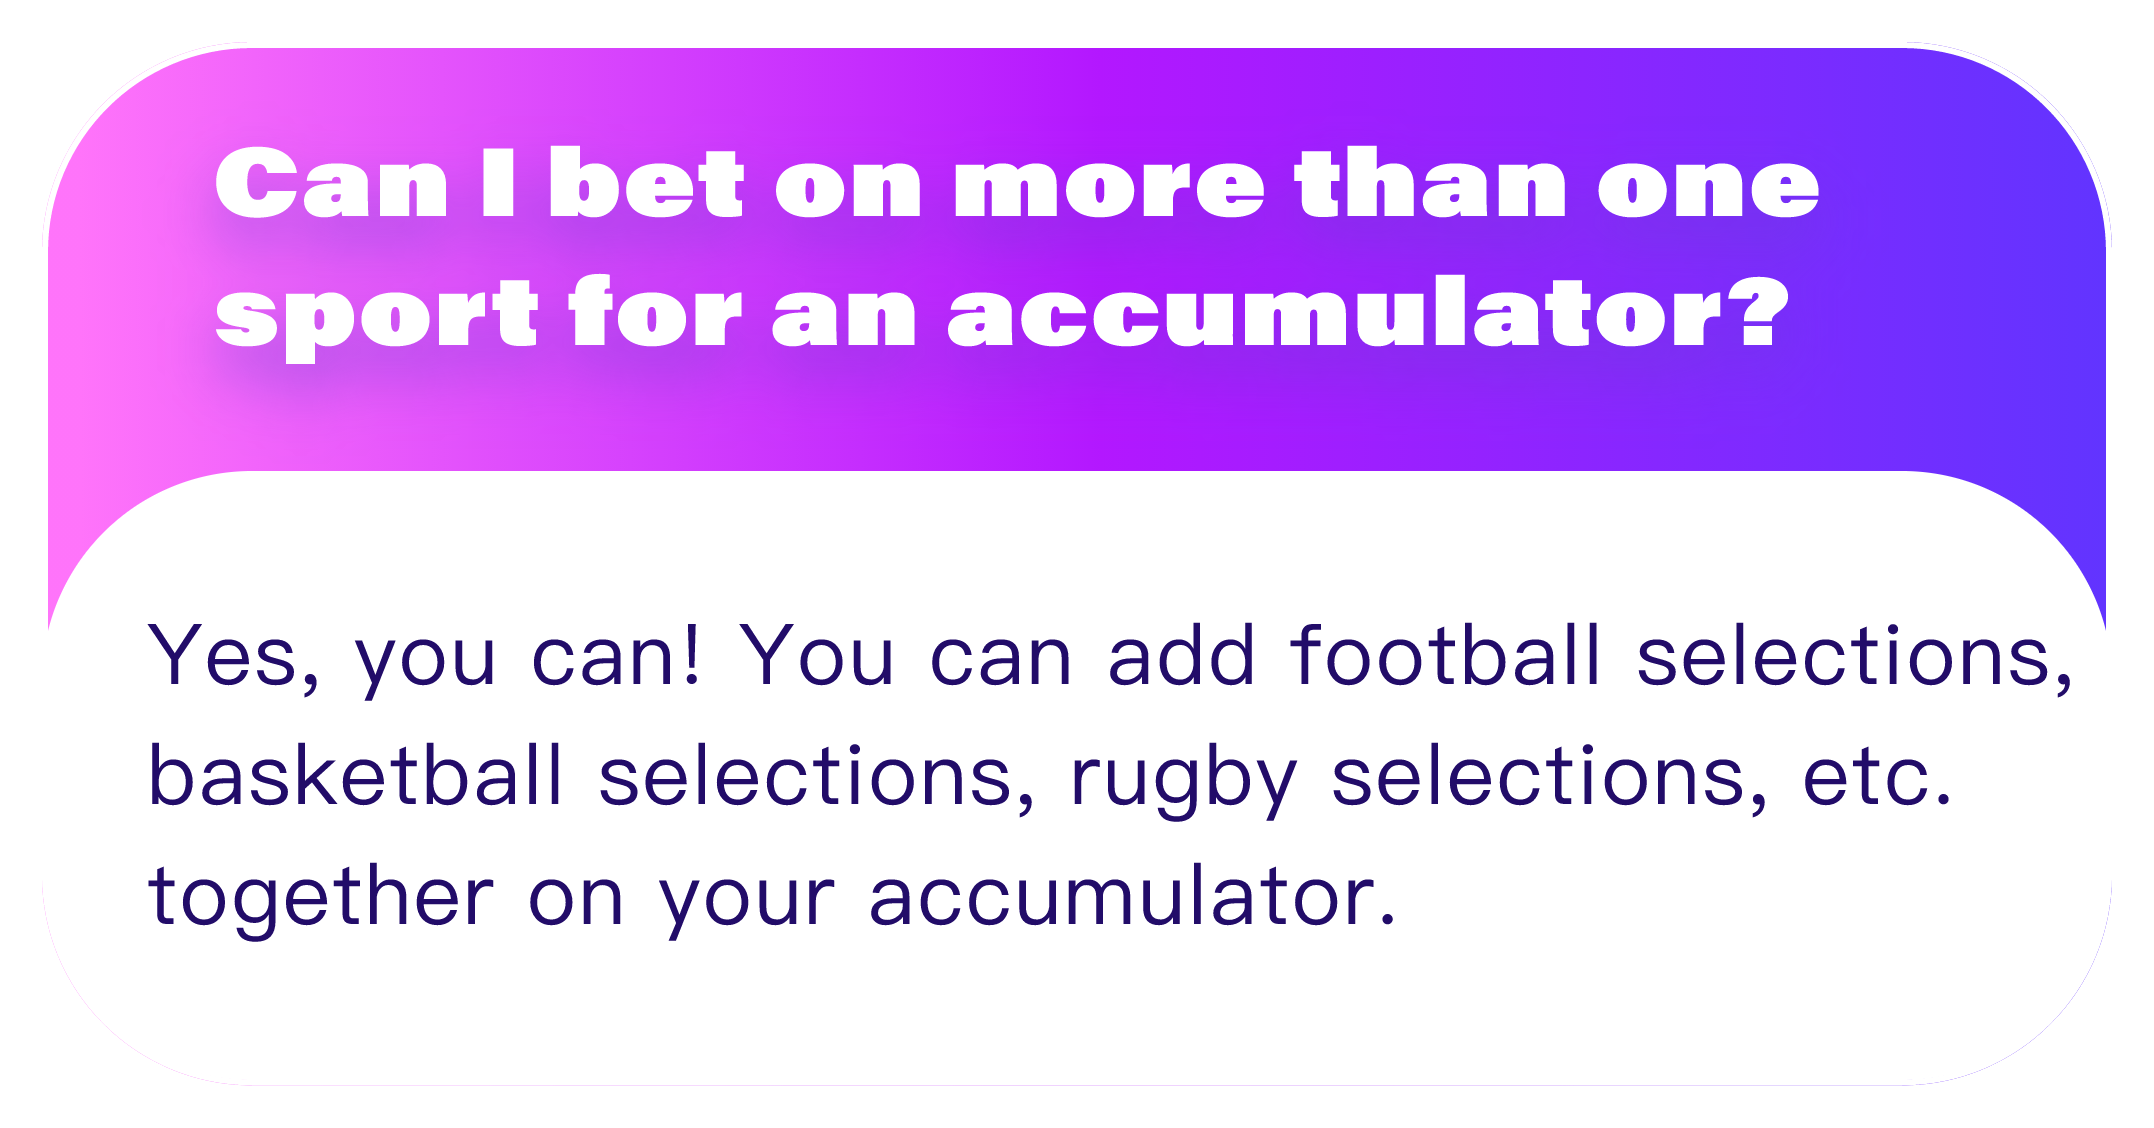 Can I bet on more than one
sport for an accumulator?
Yes, you can! You can add football selections,
basketball selections, rugby selections, etc.
together on your accumulator.